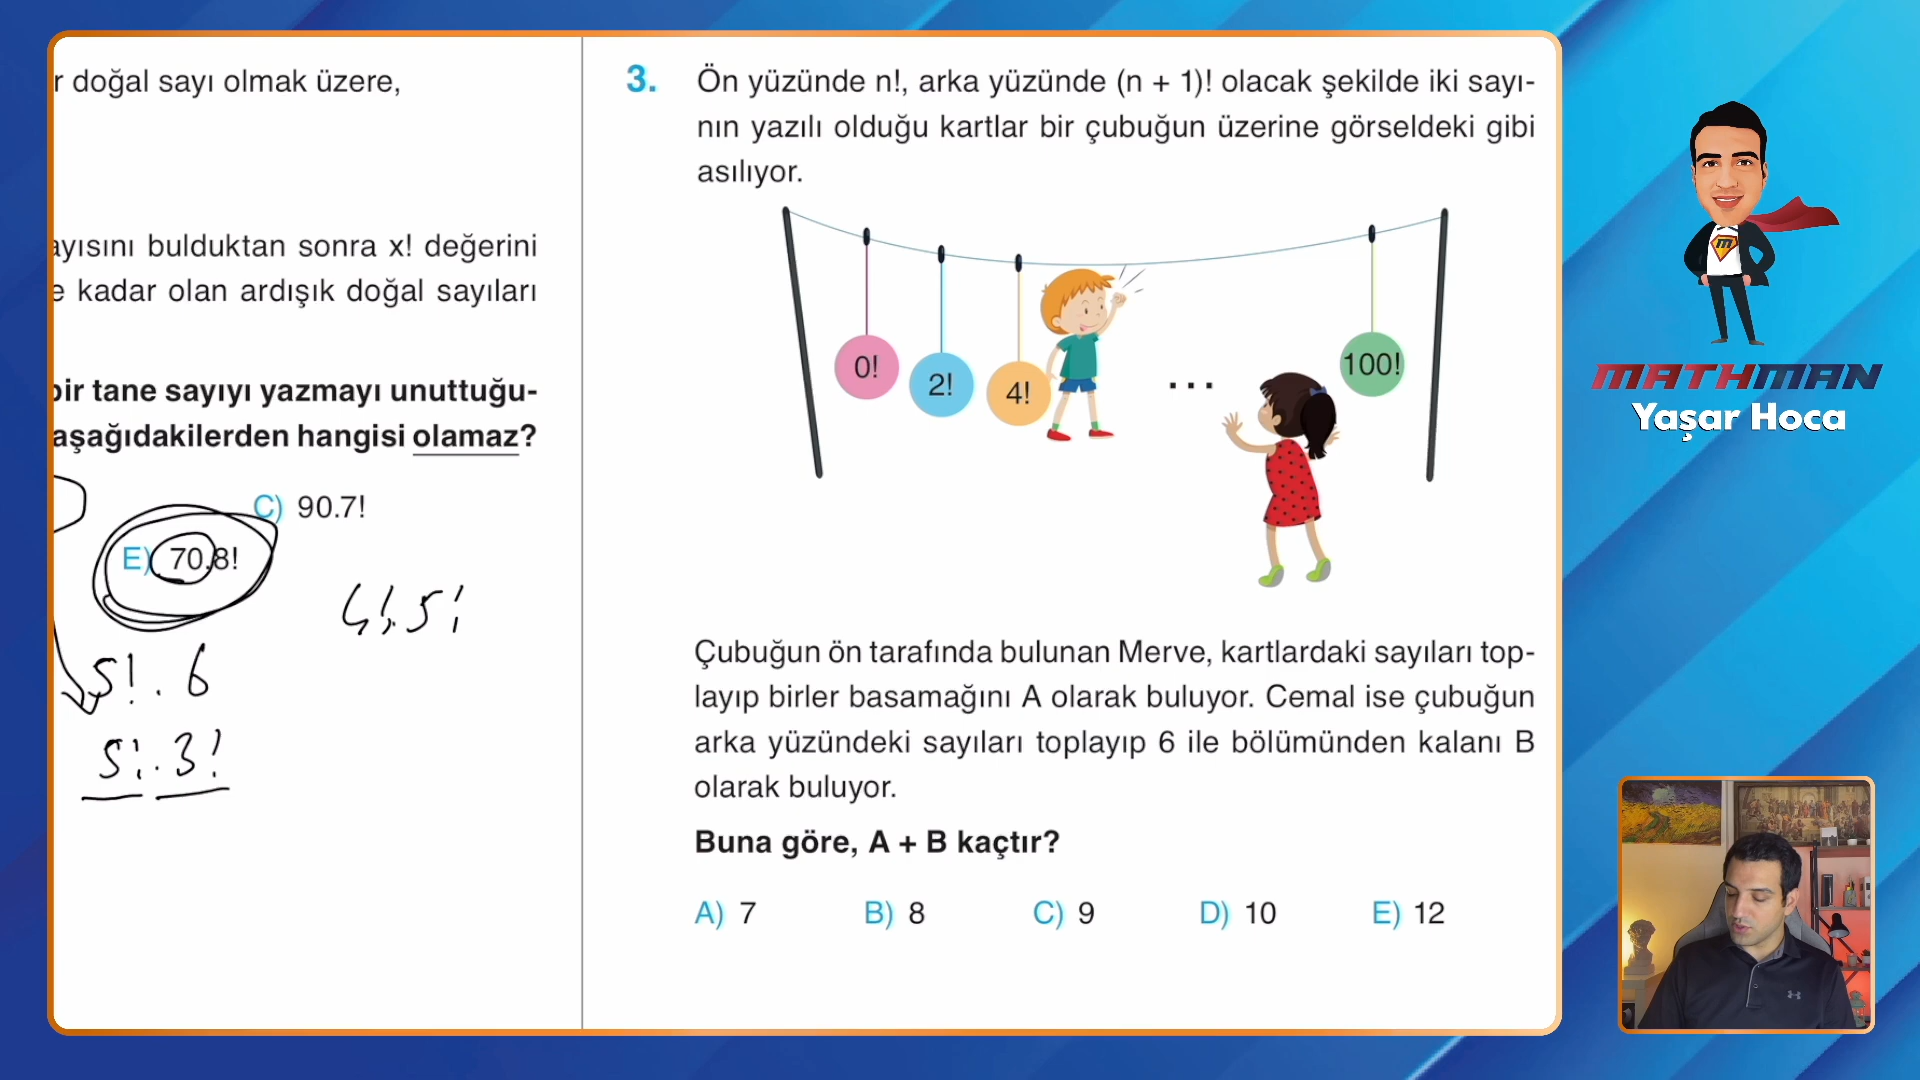 r doğal sayı olmak üzere,
ayısını bulduktan sonra x! değerini
e kadar olan ardışık doğal sayıları
bir tane sayıyı yazmayı unuttuğu-
aşağıdakilerden hangisi olamaz?
C) 90.7!
E) 70.8!
4!.5!
5!.6
5!.3!
3. Ön yüzünde n!, arka yüzünde (n + 1)! olacak şekilde iki sayı-
nın yazılı olduğu kartlar bir çubuğun üzerine görseldeki gibi
asılıyor.
0! 2! 4! ... 100!
Çubuğun ön tarafında bulunan Merve, kartlardaki sayıları top-
layıp birler basamağını A olarak buluyor. Cemal ise çubuğun
arka yüzündeki sayıları toplayıp 6 ile bölümünden kalanı B
olarak buluyor.
Buna göre, A + B kaçtır?
A) 7 B) 8 C) 9 D) 10 E) 12
M
MATHMAN
Yaşar Hoca